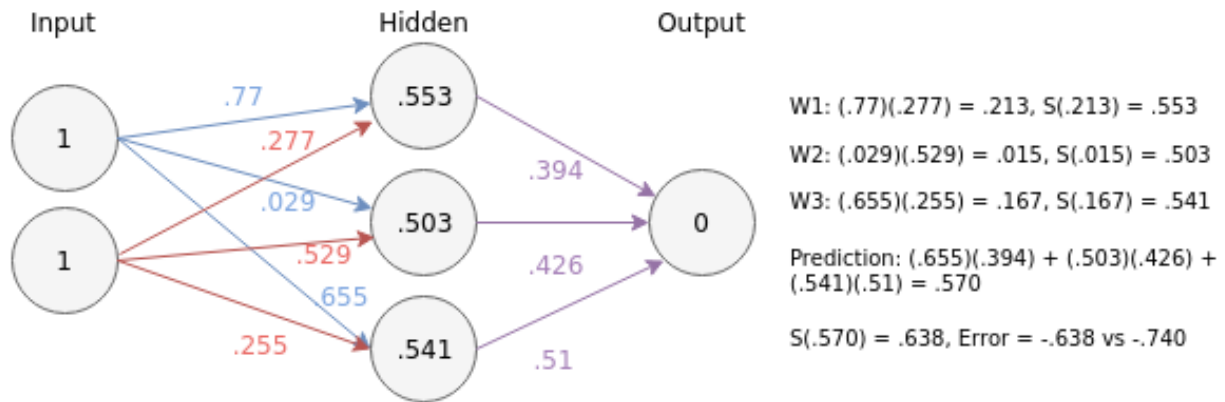 Input
Hidden
Output
.77
.277
.029
.529
655
.255
1
1
.553
.503
.541
.394
.426
.51
0
W1: (.77)(.277) = .213, S(.213) = .553
W2: (.029)(.529) = .015, S(.015) = .503
W3: (.655)(.255) = .167, S(.167) = .541
Prediction: (.655)(.394) + (.503)(.426) +
(.541)(.51) = .570
S(.570) = .638, Error = -.638 vs -.740